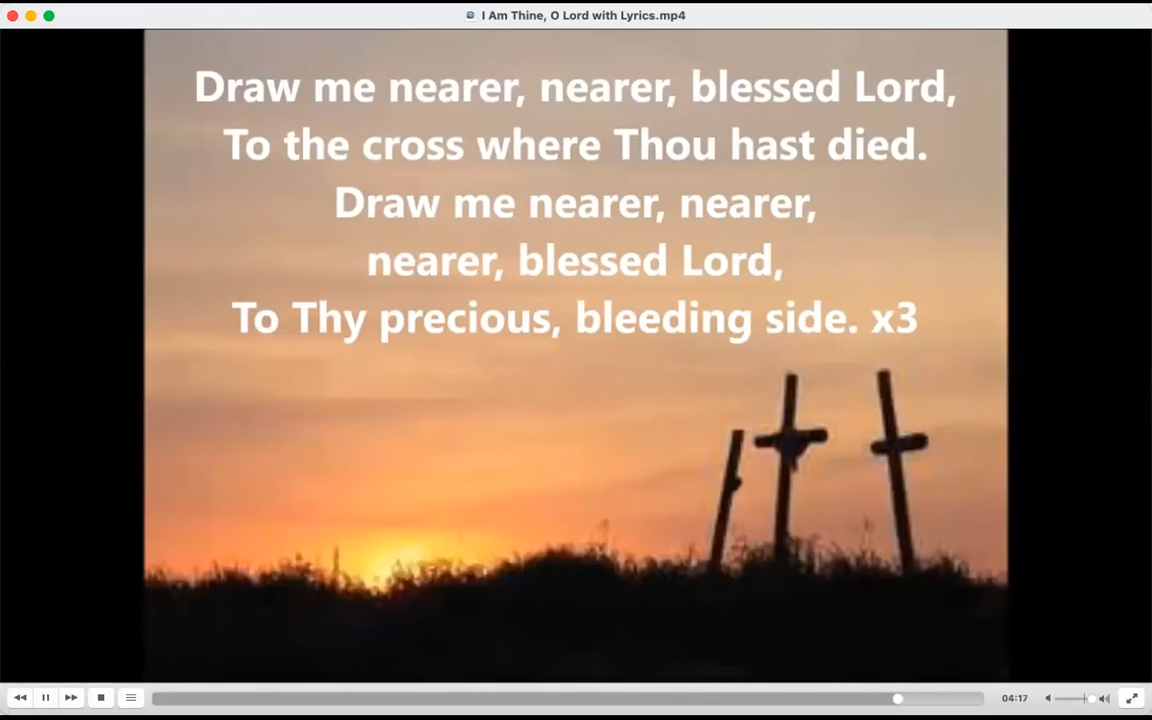 I Am Thine, O Lord with Lyrics.mp4
Draw me nearer, nearer, blessed Lord,
To the cross where Thou hast died.
Draw me nearer, nearer,
nearer, blessed Lord,
To Thy precious, bleeding side. x3
04:17